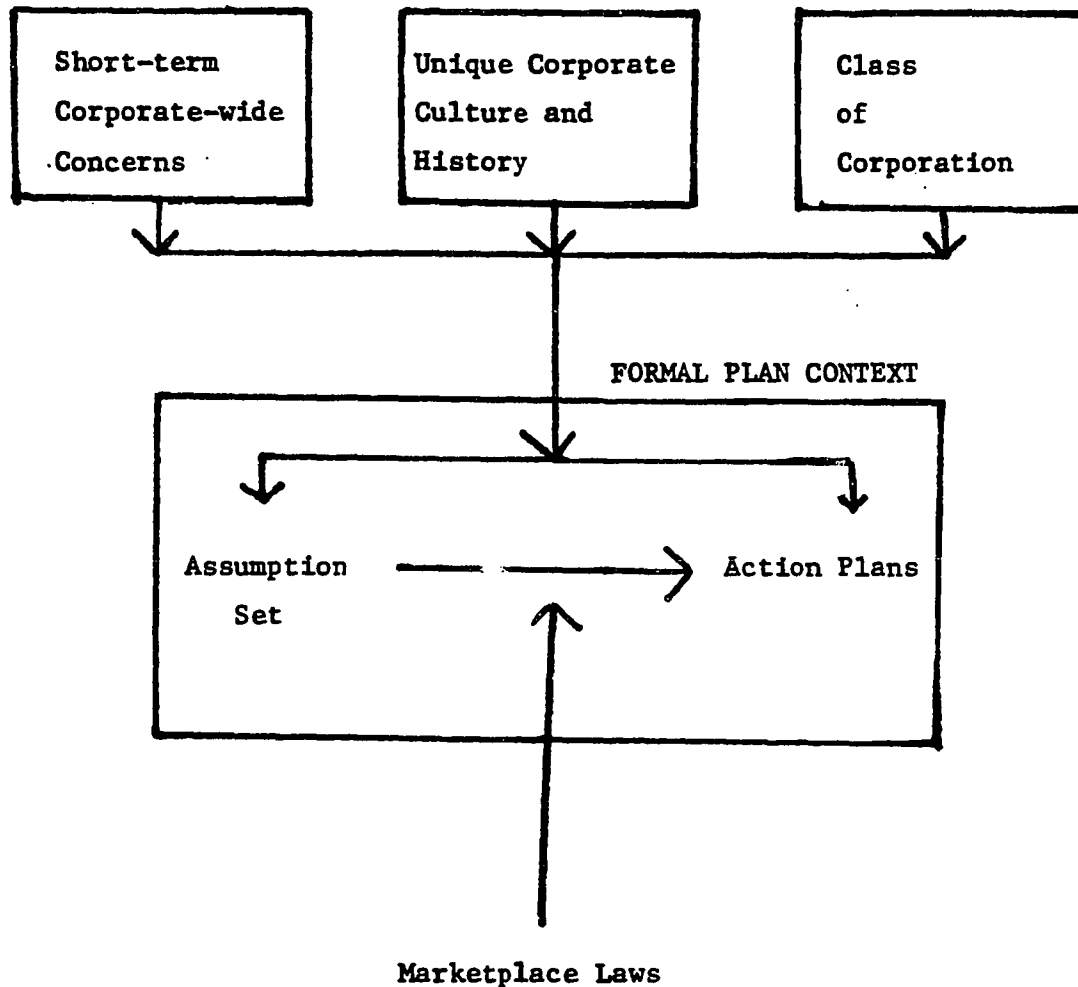 Short-term
Corporate-wide
Concerns
Unique Corporate
Culture and
History
Class
of
Corporation
FORMAL PLAN CONTEXT
Assumption
Set
Action Plans
Marketplace Laws